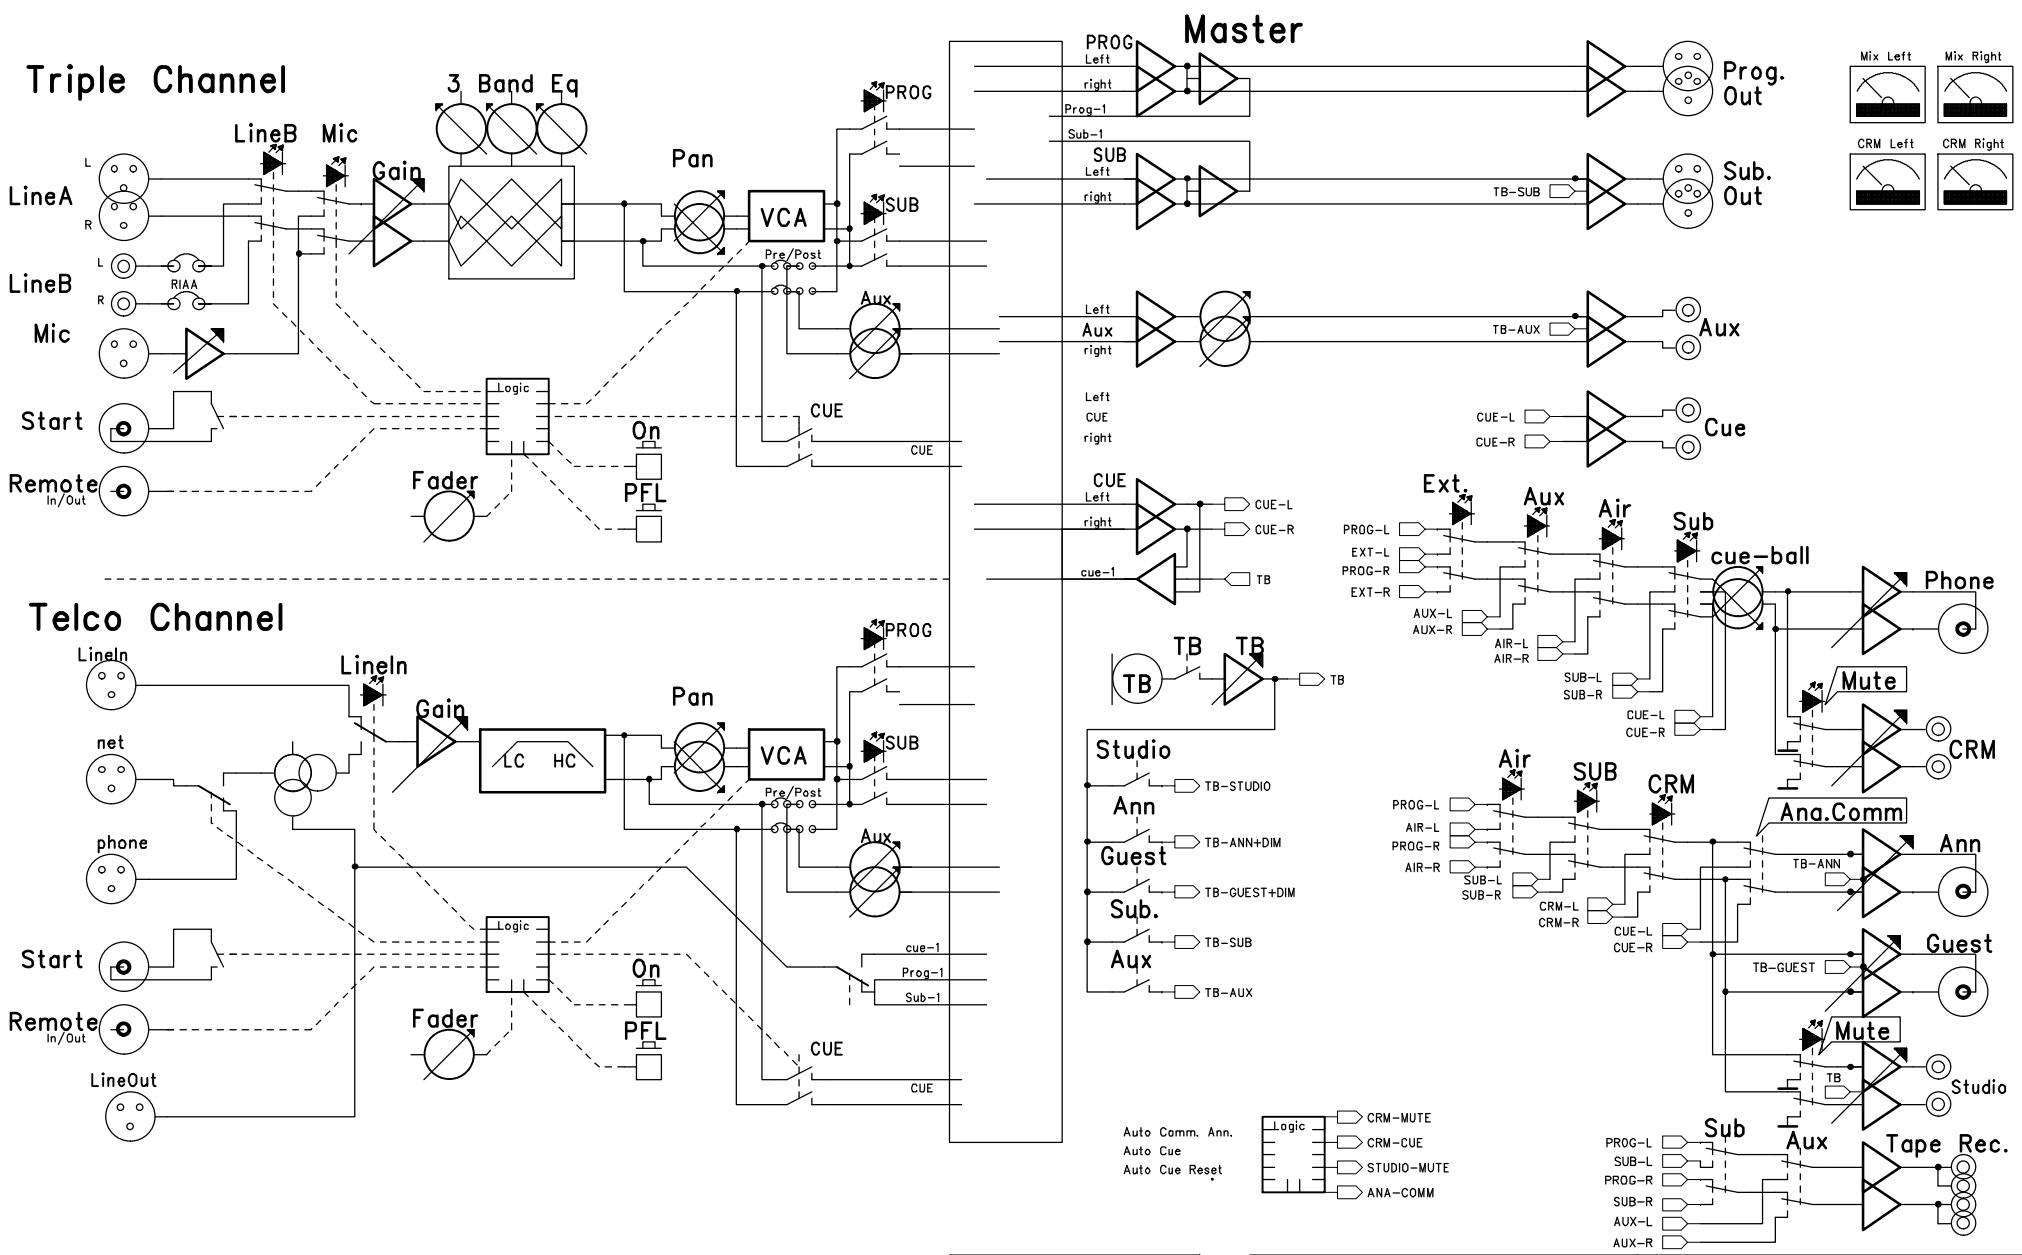 Triple Channel
LineB
Mic
3 Band Eq
Gain
Pan
PROG
LineA
L
R
VCA
SUB
Pre/Post
LineB
L
R
RIAA
Mic
Aux
Logic
Start
CUE
CUE
On
PFL
Fader
Remote
In/Out
Telco Channel
LineIn
LineIn
Gain
Pan
PROG
net
LC HC
VCA
SUB
Pre/Post
phone
Aux
Logic
cue-1
Prog-1
Sub-1
Start
On
PFL
Fader
Remote
In/Out
CUE
CUE
LineOut
Master
PROG
Left
right
Prog-1
Prog.
Out
Sub-1
SUB
Left
right
TB-SUB
Sub.
Out
Left
Aux
right
TB-AUX
Aux
Left
CUE
right
CUE-L
CUE-R
Cue
CUE
Left
right
CUE-L
CUE-R
cue-1
TB
Mix Left
Mix Right
CRM Left
CRM Right
Ext.
Aux
Air
Sub
cue-ball
Phone
PROG-L
EXT-L
PROG-R
EXT-R
AUX-L
AUX-R
AIR-L
AIR-R
SUB-L
SUB-R
CUE-L
CUE-R
Mute
CRM
TB
TB
TB
TB
Studio
TB-STUDIO
Ann
TB-ANN+DIM
Guest
TB-GUEST+DIM
Sub.
TB-SUB
Aux
TB-AUX
Air
SUB
CRM
Ana.Comm
PROG-L
AIR-L
PROG-R
AIR-R
SUB-L
SUB-R
CRM-L
CRM-R
CUE-L
CUE-R
TB-ANN
Ann
TB-GUEST
Guest
Mute
TB
Studio
Auto Comm. Ann.
Auto Cue
Auto Cue Reset
Logic
CRM-MUTE
CRM-CUE
STUDIO-MUTE
ANA-COMM
Sub
Aux
Tape Rec.
PROG-L
SUB-L
PROG-R
SUB-R
AUX-L
AUX-R